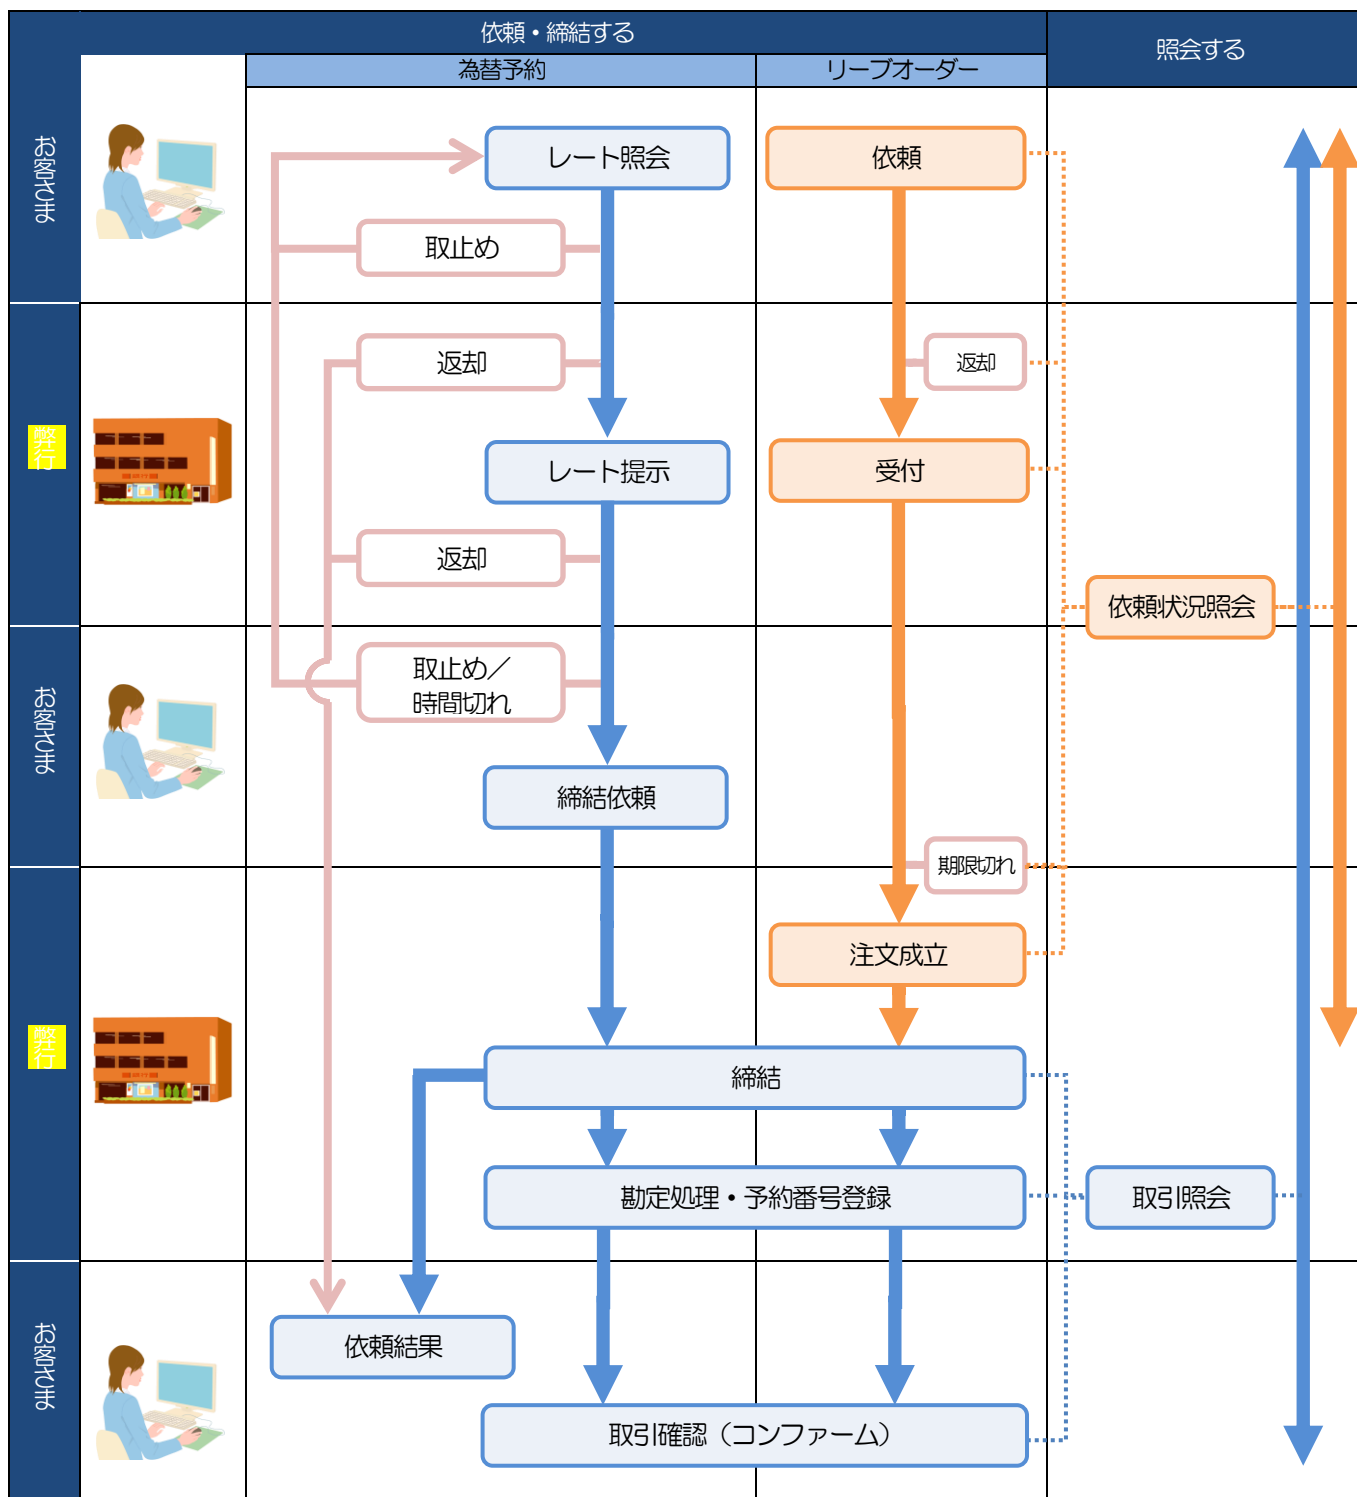 依頼・締結する
照会する
為替予約
リーブオーダー
お客さま
レート照会
依頼
取止め
弊行
返却
返却
レート提示
受付
返却
依頼状況照会
お客さま
取止め／
時間切れ
締結依頼
期限切れ
弊行
注文成立
締結
勘定処理・予約番号登録
取引照会
お客さま
依頼結果
取引確認（コンファーム）